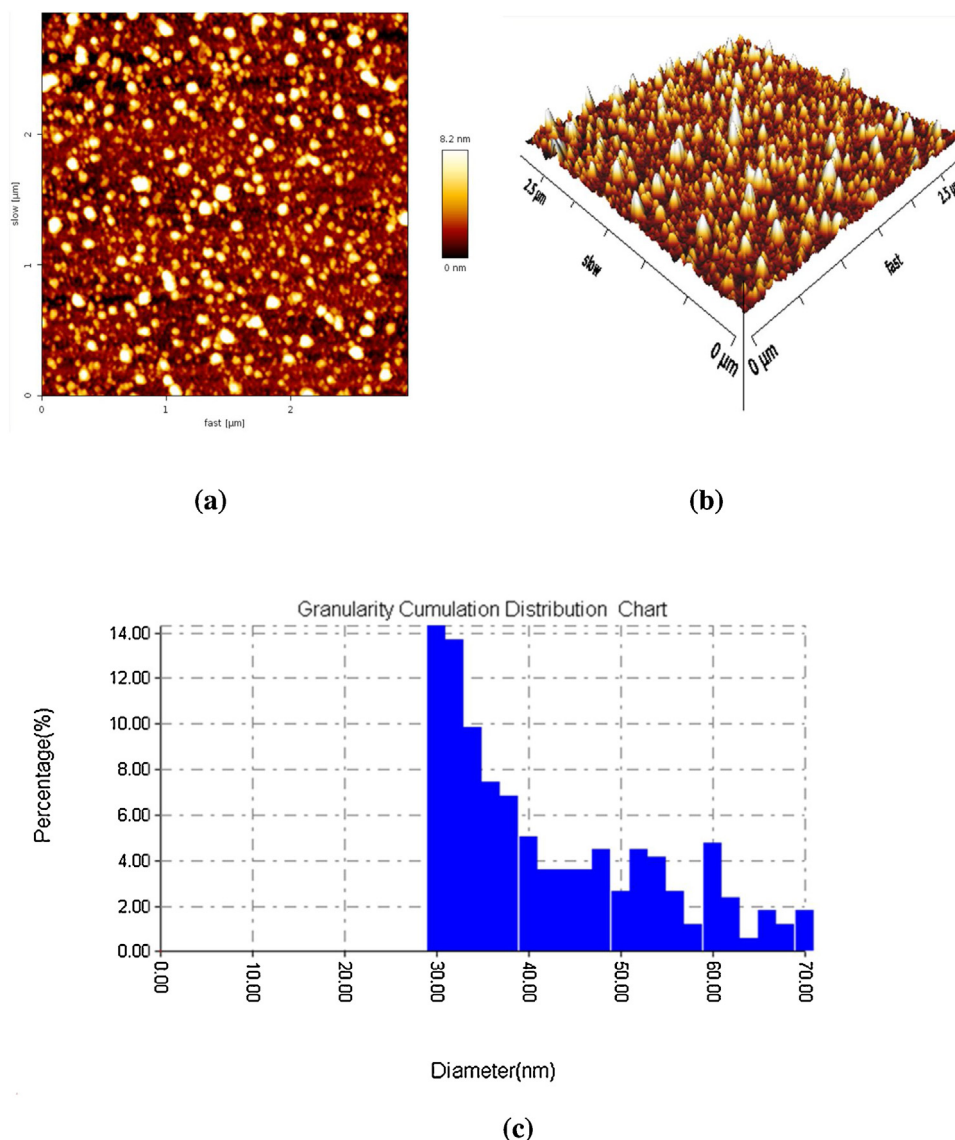 2
1
0
slow [µm]
0
1
2
fast [µm]
8.2 nm
0 nm
(a)
2.5 µm
slow
0 µm
0 µm
fast
2.5 µm
(b)
Granularity Cumulation Distribution Chart
14.00
12.00
10.00
8.00
6.00
4.00
2.00
0.00
Percentage(%)
0.00
10.00
20.00
30.00
40.00
50.00
60.00
70.00
Diameter(nm)
(c)